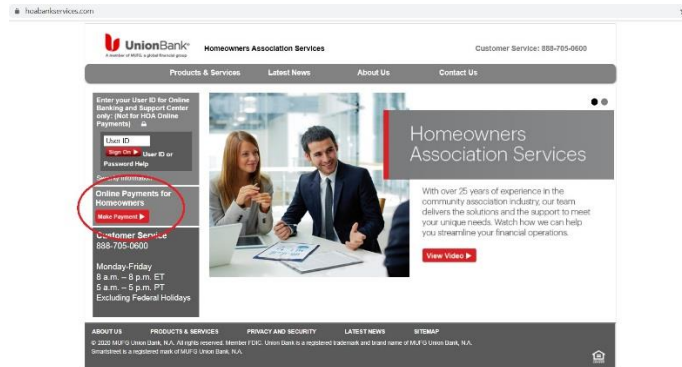 hoabankservices.com
UnionBank®
A member of MUFG, a global financial group
Homeowners Association Services
Customer Service: 888-705-0600
Products & Services
Latest News
About Us
Contact Us
Enter your User ID for Online
Banking and Support Center
only: (Not for HOA Online
Payments)
User ID
Sign On
User ID or
Password Help
Security Information
Online Payments for
Homeowners
Make Payment
Customer Service
888-705-0600
Monday-Friday
8 a.m. – 8 p.m. ET
5 a.m. – 5 p.m. PT
Excluding Federal Holidays
Homeowners
Association Services
With over 25 years of experience in the
community association industry, our team
delivers the solutions and the support to meet
your unique needs. Watch how we can help
you streamline your financial operations.
View Video
ABOUT US
PRODUCTS & SERVICES
PRIVACY AND SECURITY
LATEST NEWS
SITEMAP
© 2020 MUFG Union Bank, N.A. All rights reserved. Member FDIC. Union Bank is a registered trademark and brand name of MUFG Union Bank, N.A.
Smartstreet is a registered mark of MUFG Union Bank, N.A.